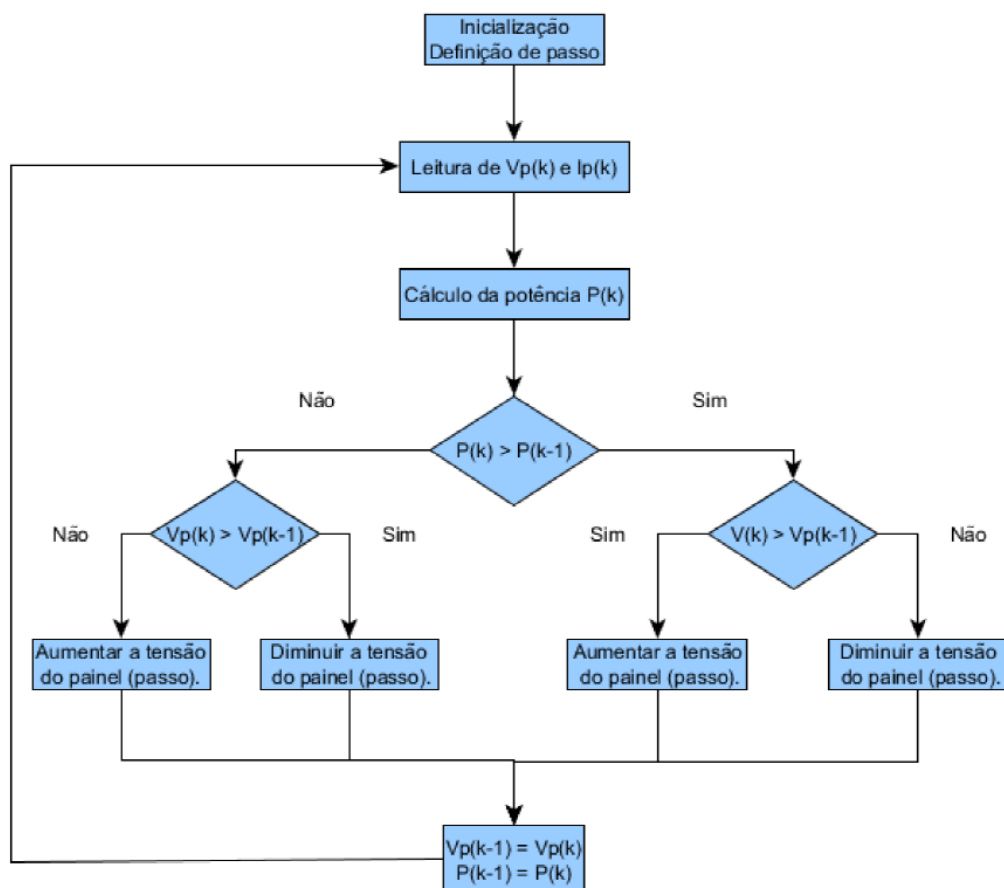 Inicialização
Definição de passo
Leitura de Vp(k) e Ip(k)
Cálculo da potência P(k)
Não
Sim
P(k) > P(k-1)
Não
Vp(k) > Vp(k-1)
Sim
Sim
V(k) > Vp(k-1)
Não
Aumentar a tensão
do painel (passo).
Diminuir a tensão
do painel (passo).
Aumentar a tensão
do painel (passo).
Diminuir a tensão
do painel (passo).
Vp(k-1) = Vp(k)
P(k-1) = P(k)